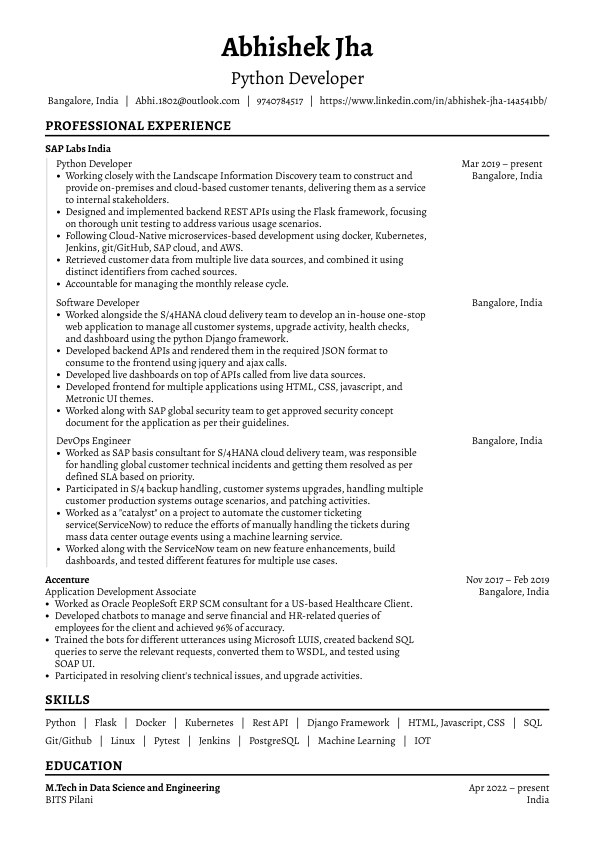 Abhishek Jha
Python Developer
Bangalore, India | Abhi.1802@outlook.com | 9740784517 | https://www.linkedin.com/in/abhishek-jha-14a541bb/
PROFESSIONAL EXPERIENCE
SAP Labs India
Python Developer Mar 2019 – present
• Working closely with the Landscape Information Discovery team to construct and Bangalore, India
provide on-premises and cloud-based customer tenants, delivering them as a service
to internal stakeholders.
• Designed and implemented backend REST APIs using the Flask framework, focusing
on thorough unit testing to address various usage scenarios.
• Following Cloud-Native microservices-based development using docker, Kubernetes,
Jenkins, git/GitHub, SAP cloud, and AWS.
• Retrieved customer data from multiple live data sources, and combined it using
distinct identifiers from cached sources.
• Accountable for managing the monthly release cycle.
Software Developer Bangalore, India
• Worked alongside the S/4HANA cloud delivery team to develop an in-house one-stop
web application to manage all customer systems, upgrade activity, health checks,
and dashboard using the python Django framework.
• Developed backend APIs and rendered them in the required JSON format to
consume to the frontend using jquery and ajax calls.
• Developed live dashboards on top of APIs called from live data sources.
• Developed frontend for multiple applications using HTML, CSS, javascript, and
Metronic UI themes.
• Worked along with SAP global security team to get approved security concept
document for the application as per their guidelines.
DevOps Engineer Bangalore, India
• Worked as SAP basis consultant for S/4HANA cloud delivery team, was responsible
for handling global customer technical incidents and getting them resolved as per
defined SLA based on priority.
• Participated in S/4 backup handling, customer systems upgrades, handling multiple
customer production systems outage scenarios, and patching activities.
• Worked as a "catalyst" on a project to automate the customer ticketing
service(ServiceNow) to reduce the efforts of manually handling the tickets during
mass data center outage events using a machine learning service.
• Worked along with the ServiceNow team on new feature enhancements, build
dashboards, and tested different features for multiple use cases.
Accenture Nov 2017 – Feb 2019
Application Development Associate Bangalore, India
• Worked as Oracle PeopleSoft ERP SCM consultant for a US-based Healthcare Client.
• Developed chatbots to manage and serve financial and HR-related queries of
employees for the client and achieved 96% of accuracy.
• Trained the bots for different utterances using Microsoft LUIS, created backend SQL
queries to serve the relevant requests, converted them to WSDL, and tested using
SOAP UI.
• Participated in resolving client's technical issues, and upgrade activities.
SKILLS
Python | Flask | Docker | Kubernetes | Rest API | Django Framework | HTML, Javascript, CSS | SQL
Git/Github | Linux | Pytest | Jenkins | PostgreSQL | Machine Learning | IOT
EDUCATION
M.Tech in Data Science and Engineering Apr 2022 – present
BITS Pilani India